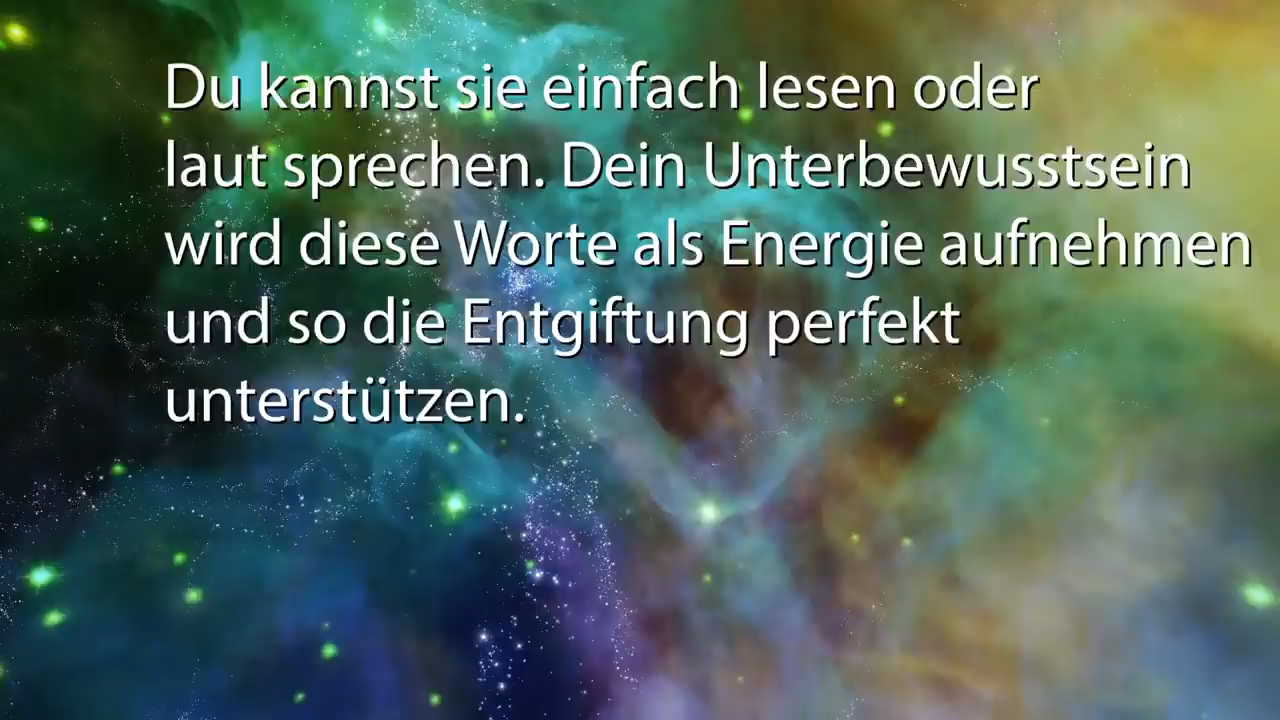 Du kannst sie einfach lesen oder
laut sprechen. Dein Unterbewusstsein
wird diese Worte als Energie aufnehmen
und so die Entgiftung perfekt
unterstützen.